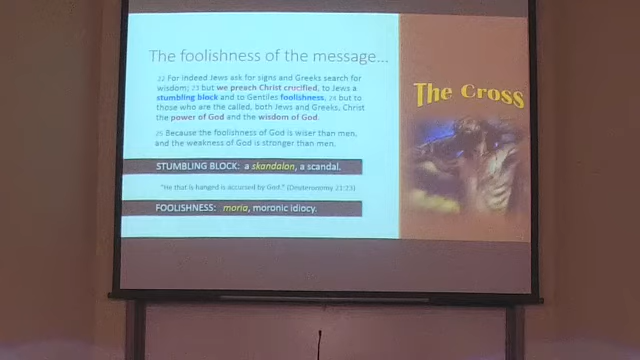 The foolishness of the message...
22 For indeed Jews ask for signs and Greeks search for
wisdom; 23 but we preach Christ crucified, to Jews a
stumbling block and to Gentiles foolishness, 24 but to
those who are the called, both Jews and Greeks, Christ
the power of God and the wisdom of God.
25 Because the foolishness of God is wiser than men,
and the weakness of God is stronger than men.
STUMBLING BLOCK: a skandalon, a scandal.
"He that is hanged is accursed by God." (Deuteronomy 21:23)
FOOLISHNESS: moria, moronic idiocy.
The Cross